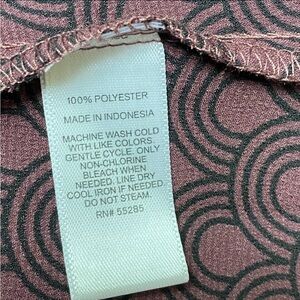 100% POLYESTER
MADE IN INDONESIA
MACHINE WASH COLD
WITH LIKE COLORS.
GENTLE CYCLE. ONLY
NON-CHLORINE
BLEACH WHEN
NEEDED. LINE DRY
COOL IRON IF NEEDED
DO NOT STEAM.
RN# 55285